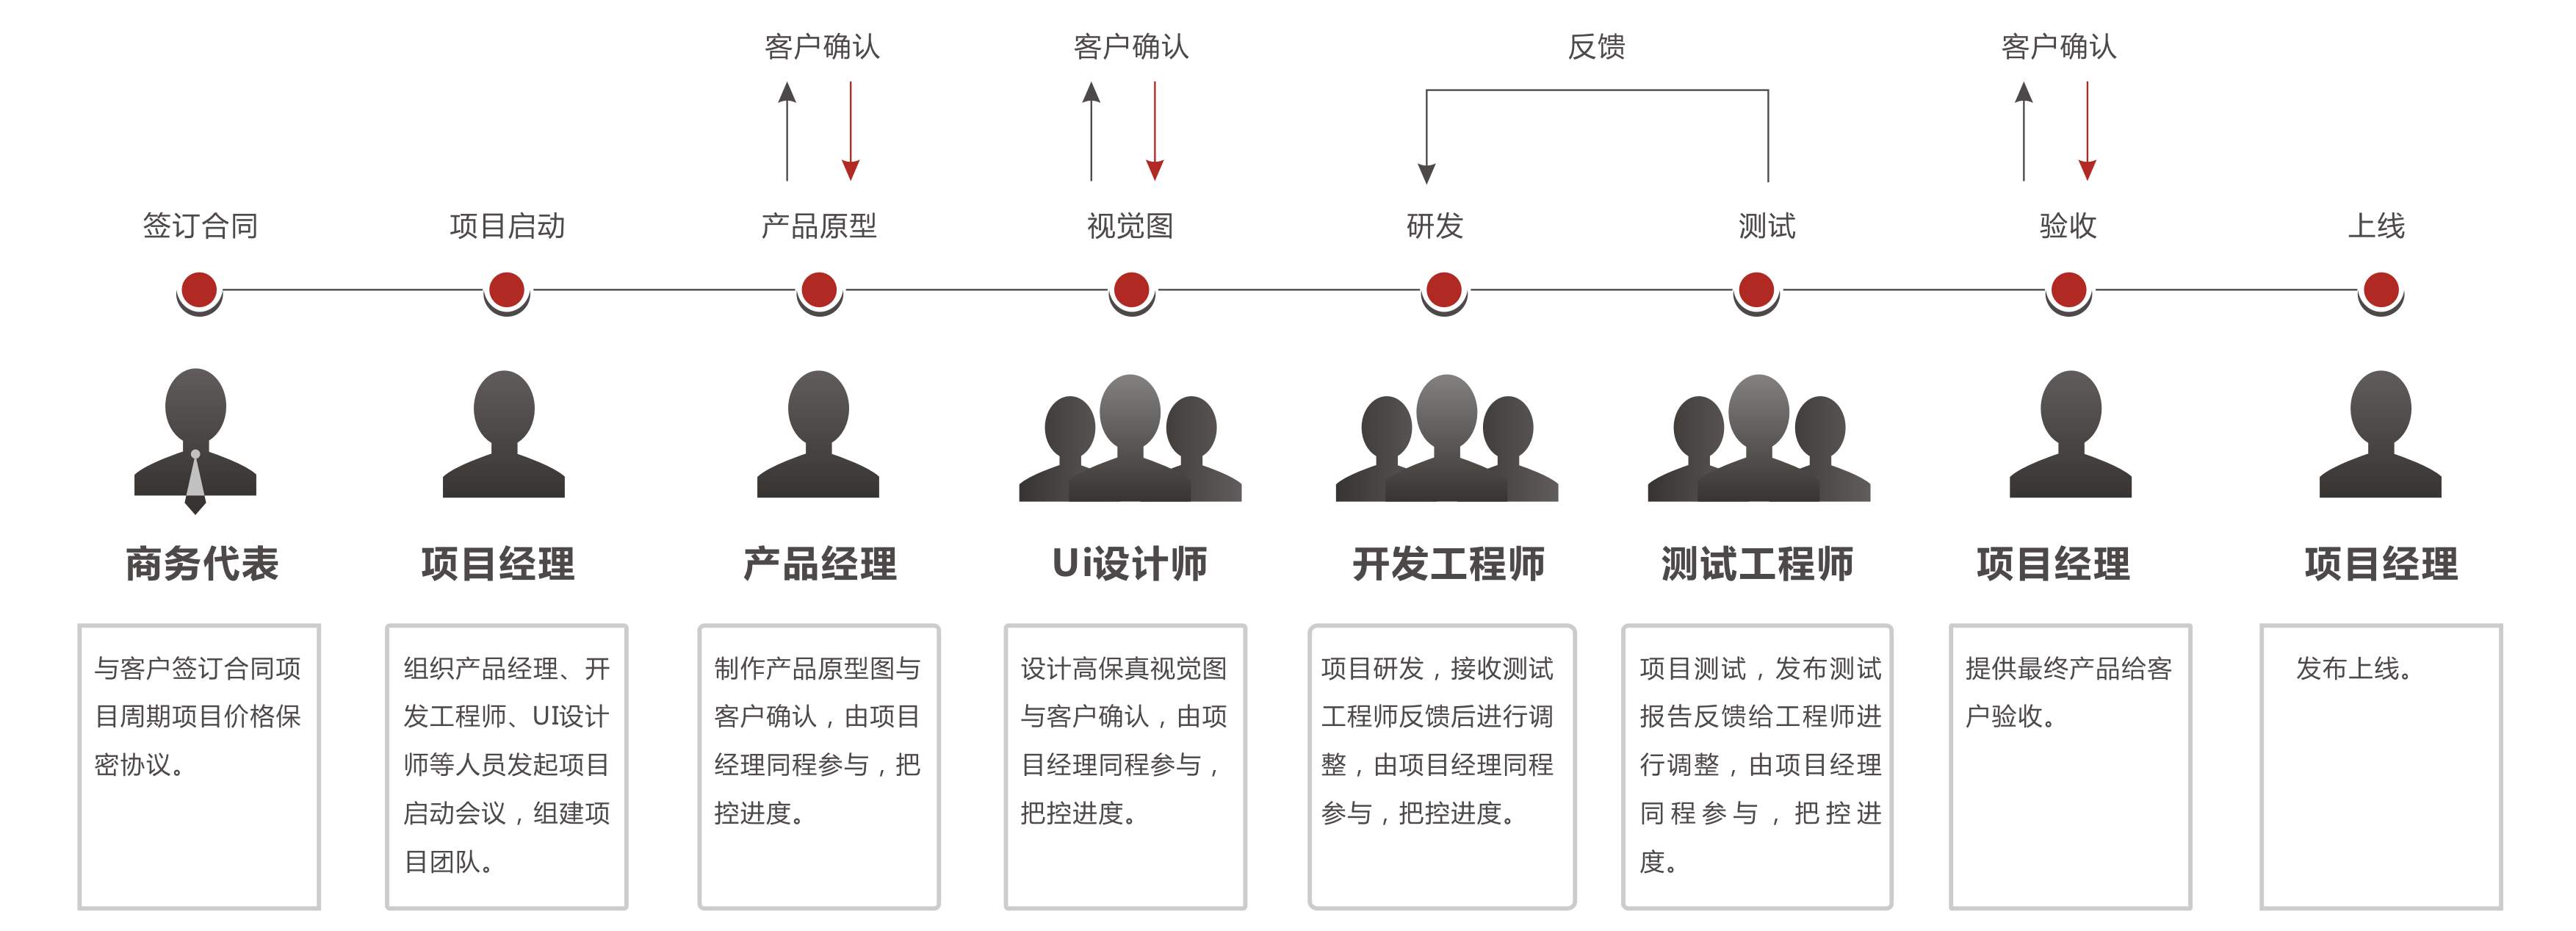 客户确认
客户确认
反馈
客户确认
签订合同
项目启动
产品原型
视觉图
研发
测试
验收
上线
商务代表
项目经理
产品经理
Ui设计师
开发工程师
测试工程师
项目经理
项目经理
与客户签订合同项
目周期项目价格保
密协议。
组织产品经理、开
发工程师、UI设计
师等人员发起项目
启动会议，组建项
目团队。
制作产品原型图与
客户确认，由项目
经理同程参与，把
控进度。
设计高保真视觉图
与客户确认，由项
目经理同程参与，
把控进度。
项目研发，接收测试
工程师反馈后进行调
整，由项目经理同程
参与，把控进度。
项目测试，发布测试
报告反馈给工程师进
行调整，由项目经理
同程参与，把控进
度。
提供最终产品给客
户验收。
发布上线。